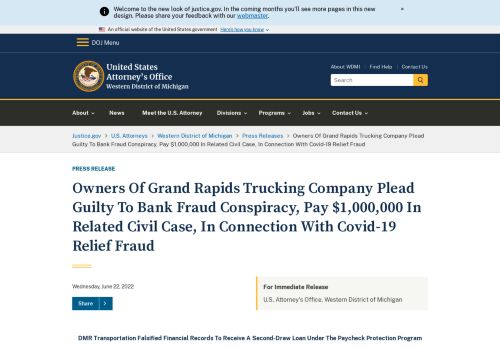 Welcome to the new look of justice.gov. In the coming months you'll see more pages in this new
design. Please share your feedback with our webmaster.
×
An official website of the United States government Here's how you know
DOJ Menu
United States
Attorney's Office
Western District of Michigan
About WDMI | Find Help | Contact Us
Search
About
News
Meet the U.S. Attorney
Divisions
Programs
Jobs
Contact Us
Justice.gov > U.S. Attorneys > Western District of Michigan > Press Releases > Owners Of Grand Rapids Trucking Company Plead
Guilty To Bank Fraud Conspiracy, Pay $1,000,000 In Related Civil Case, In Connection With Covid-19 Relief Fraud
PRESS RELEASE
Owners Of Grand Rapids Trucking Company Plead
Guilty To Bank Fraud Conspiracy, Pay $1,000,000 In
Related Civil Case, In Connection With Covid-19
Relief Fraud
Wednesday, June 22, 2022
Share >
For Immediate Release
U.S. Attorney's Office, Western District of Michigan
DMR Transportation Falsified Financial Records To Receive A Second-Draw Loan Under The Paycheck Protection Program